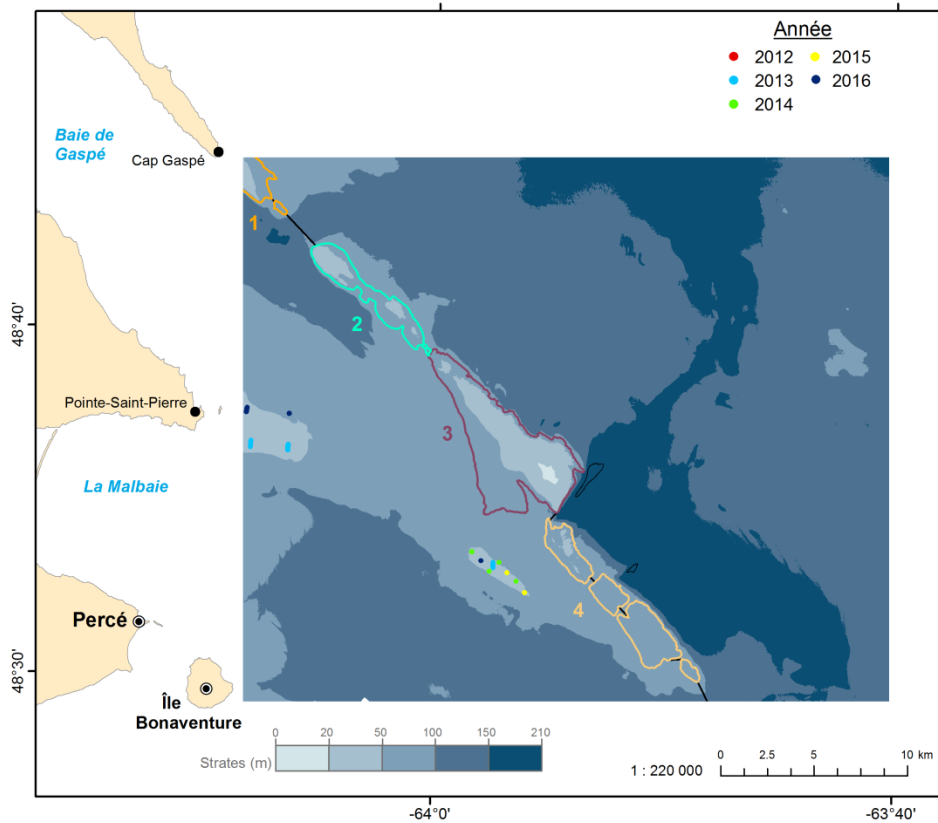 Année
2012
2015
2013
2016
2014
Baie de
Gaspé
Cap Gaspé
1
2
48°40'
Pointe-Saint-Pierre
3
La Malbaie
4
Percé
48°30'
Île
Bonaventure
0 20 50 100 150 210
Strates (m)
0 2.5 5 10 km
1 : 220 000
-64°0'
-63°40'